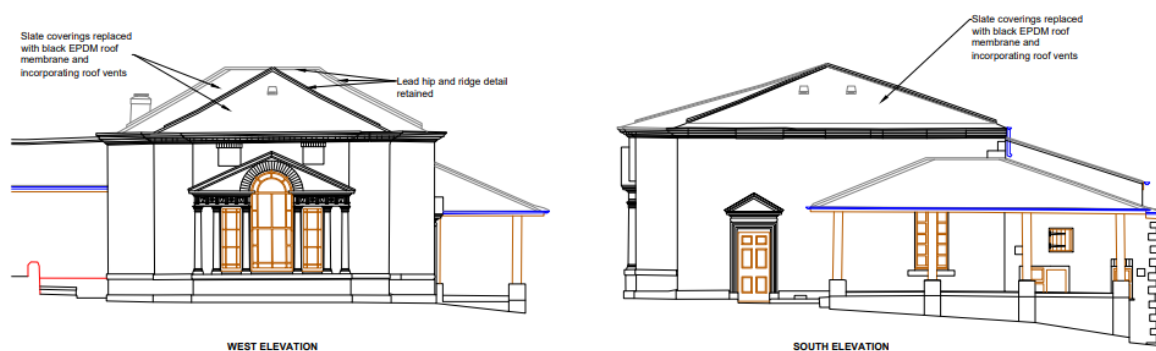 Slate coverings replaced
with black EPDM roof
membrane and
incorporating roof vents
Lead hip and ridge detail
retained
WEST ELEVATION
Slate coverings replaced
with black EPDM roof
membrane and
incorporating roof vents
SOUTH ELEVATION